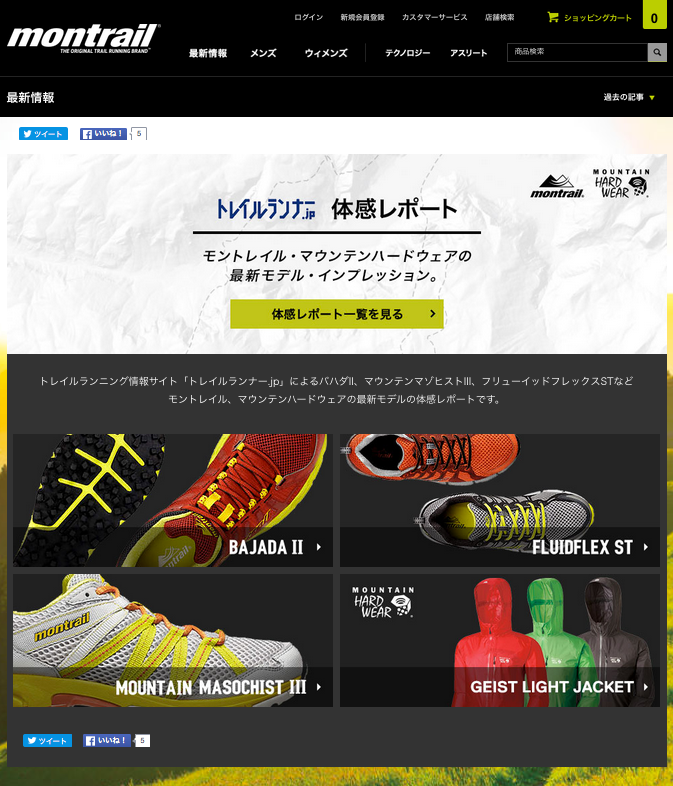 ログイン 新規会員登録 カスタマーサービス 店舗検索 ショッピングカート 0
montrail
THE ORIGINAL TRAIL RUNNING BRAND
最新情報 メンズ ウィメンズ テクノロジー アスリート 商品検索
最新情報 過去の記事
ツイート いいね! 5
montrail MOUNTAIN HARD WEAR
トレイルランナー.jp 体感レポート
モントレイル・マウンテンハードウェアの
最新モデル・インプレッション。
体感レポート一覧を見る
トレイルランニング情報サイト「トレイルランナー.jp」によるバハダII、マウンテンマゾヒストIII、フリューイッドフレックスSTなど
モントレイル、マウンテンハードウェアの最新モデルの体感レポートです。
montrail
BAJADA II
FLUIDFLEX ST
montrail
MOUNTAIN MASOCHIST III
MOUNTAIN
HARD
WEAR
GEIST LIGHT JACKET
ツイート いいね! 5